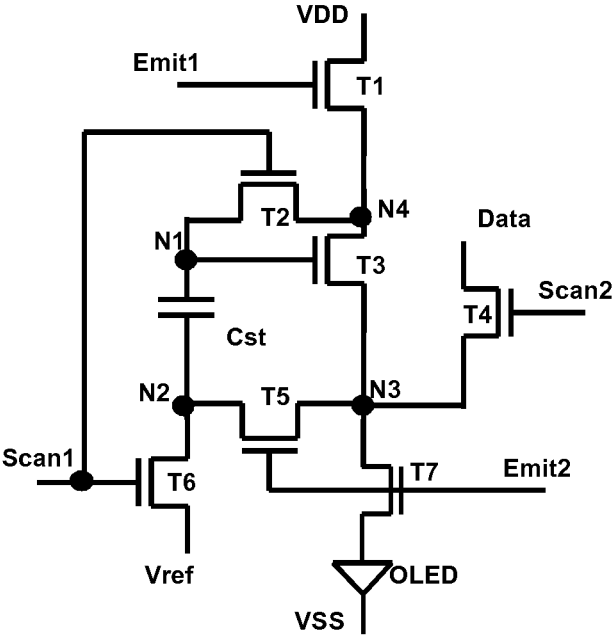 VDD
Emit1
T1
T2
N4
Data
N1
T3
Scan2
T4
Cst
N2
T5
N3
Scan1
T6
T7
Emit2
Vref
OLED
VSS